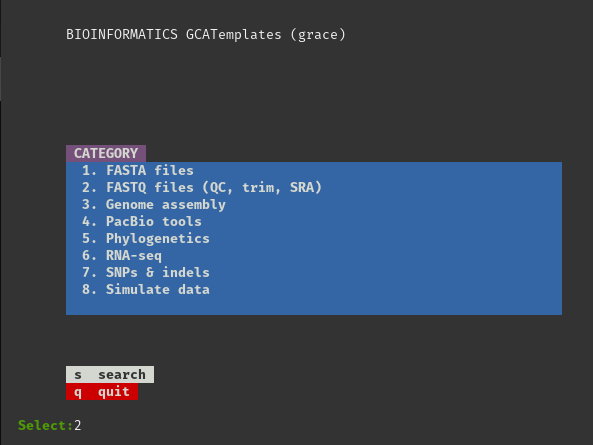 BIOINFORMATICS GCATemplates (grace)
CATEGORY
1. FASTA files
2. FASTQ files (QC, trim, SRA)
3. Genome assembly
4. PacBio tools
5. Phylogenetics
6. RNA-seq
7. SNPs & indels
8. Simulate data
s search
q quit
Select:2